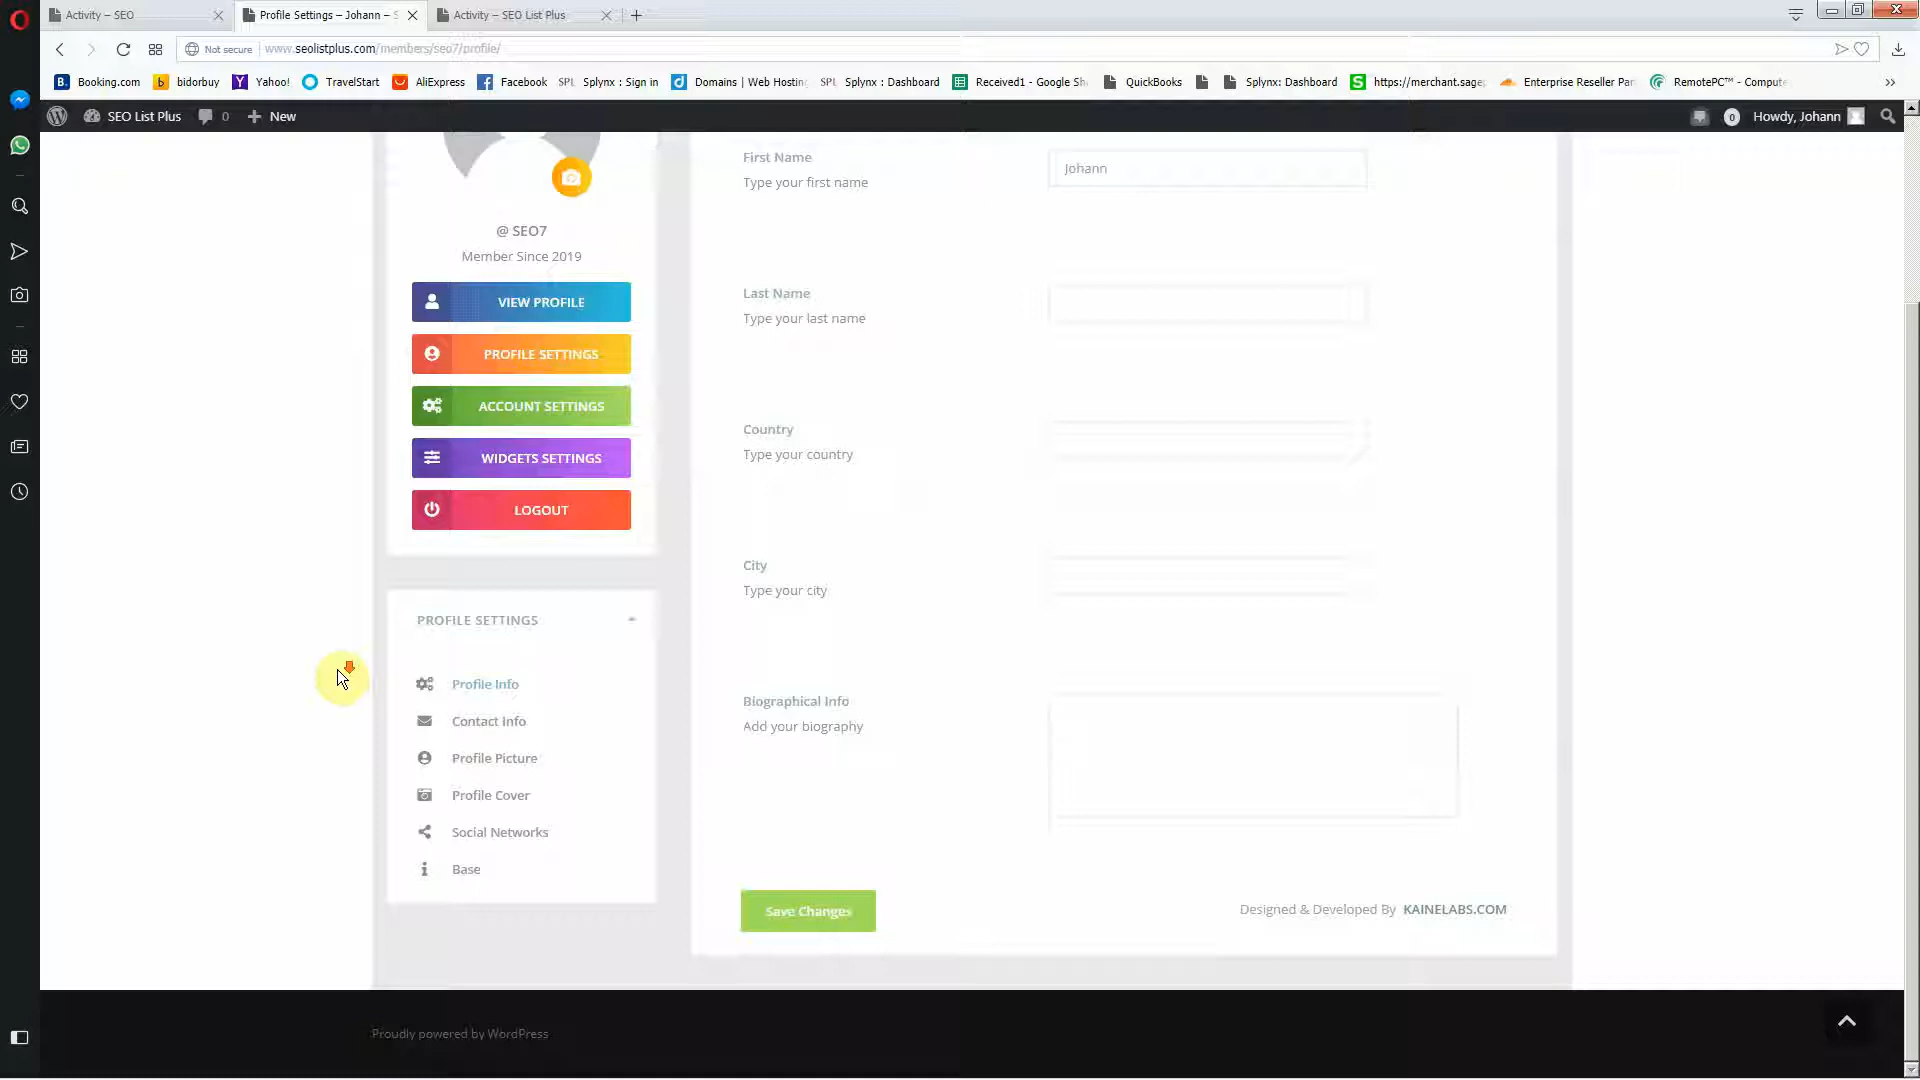 Activity – SEO
Profile Settings – Johann – S
Activity – SEO List Plus
Not secure
www.seolistplus.com/members/seo7/profile/
Booking.com
bidorbuy
Yahoo!
TravelStart
AliExpress
Facebook
SPL Splynx : Sign in
Domains | Web Hosting
SPL Splynx : Dashboard
Received1 - Google Sh
QuickBooks
Splynx: Dashboard
https://merchant.sage
Enterprise Reseller Par
RemotePC™ - Compute
SEO List Plus
0
New
0
Howdy, Johann
@ SEO7
Member Since 2019
VIEW PROFILE
PROFILE SETTINGS
ACCOUNT SETTINGS
WIDGETS SETTINGS
LOGOUT
PROFILE SETTINGS
Profile Info
Contact Info
Profile Picture
Profile Cover
Social Networks
Base
First Name
Type your first name
Johann
Last Name
Type your last name
Country
Type your country
City
Type your city
Biographical Info
Add your biography
Save Changes
Designed & Developed By KAINELABS.COM
Proudly powered by WordPress